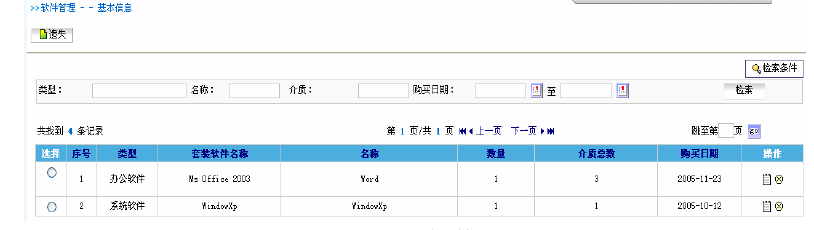 >>软件管理 - - 基本信息
遗失
检索条件
类型： 名称： 介质： 购买日期： 至 检索
共找到 4 条记录 第 1 页/共 1 页 上一页 下一页 跳至第 页 go
选择 序号 类型 套装软件名称 名称 数量 介质总数 购买日期 操作
1 办公软件 Ms Office 2003 Word 1 3 2005-11-23
2 系统软件 WindowXp WindowXp 1 1 2005-10-12